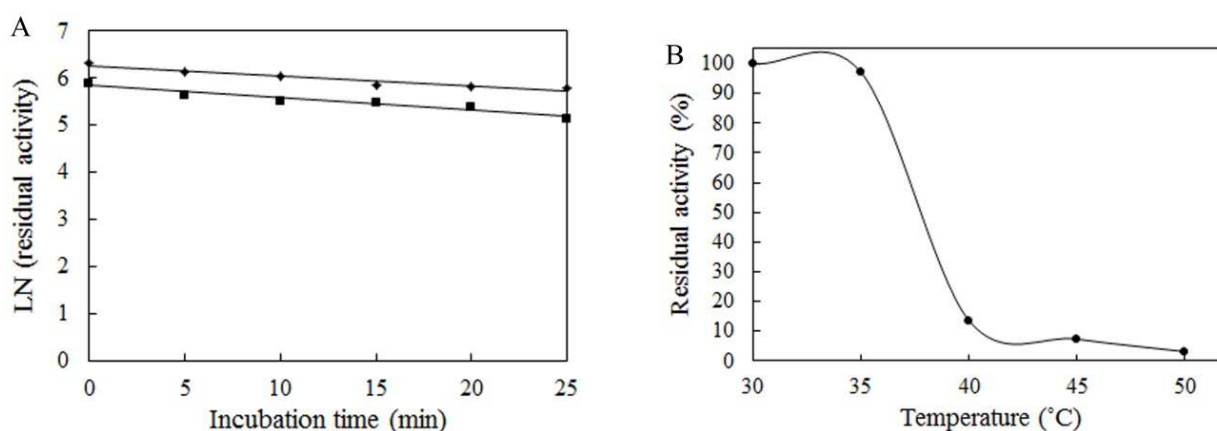 A
LN (residual activity)
7
6
5
4
3
2
1
0
0 5 10 15 20 25
Incubation time (min)
B
Residual activity (%)
100
90
80
70
60
50
40
30
20
10
0
30 35 40 45 50
Temperature (˚C)